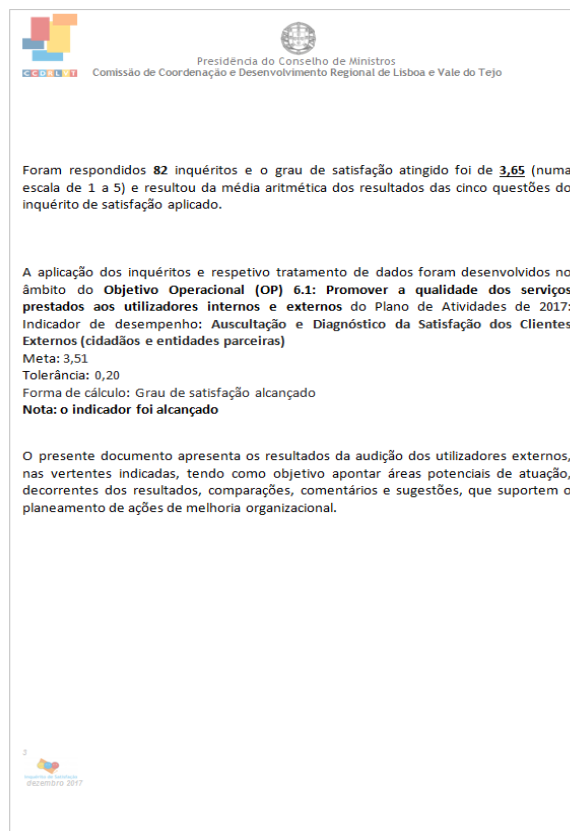 CCDRLVT
Presidência do Conselho de Ministros
Comissão de Coordenação e Desenvolvimento Regional de Lisboa e Vale do Tejo
Foram respondidos 82 inquéritos e o grau de satisfação atingido foi de 3,65 (numa
escala de 1 a 5) e resultou da média aritmética dos resultados das cinco questões do
inquérito de satisfação aplicado.
A aplicação dos inquéritos e respetivo tratamento de dados foram desenvolvidos no
âmbito do Objetivo Operacional (OP) 6.1: Promover a qualidade dos serviços
prestados aos utilizadores internos e externos do Plano de Atividades de 2017:
Indicador de desempenho: Auscultação e Diagnóstico da Satisfação dos Clientes
Externos (cidadãos e entidades parceiras)
Meta: 3,51
Tolerância: 0,20
Forma de cálculo: Grau de satisfação alcançado
Nota: o indicador foi alcançado
O presente documento apresenta os resultados da audição dos utilizadores externos,
nas vertentes indicadas, tendo como objetivo apontar áreas potenciais de atuação,
decorrentes dos resultados, comparações, comentários e sugestões, que suportem o
planeamento de ações de melhoria organizacional.
3
Inquérito de Satisfação
dezembro 2017